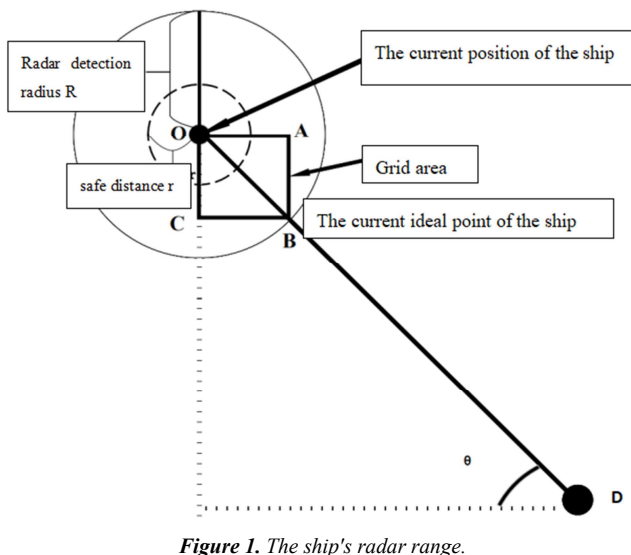 The current position of the ship
Radar detection
radius R
O
A
Grid area
safe distance r
r
C
The current ideal point of the ship
B
θ
D
Figure 1. The ship's radar range.